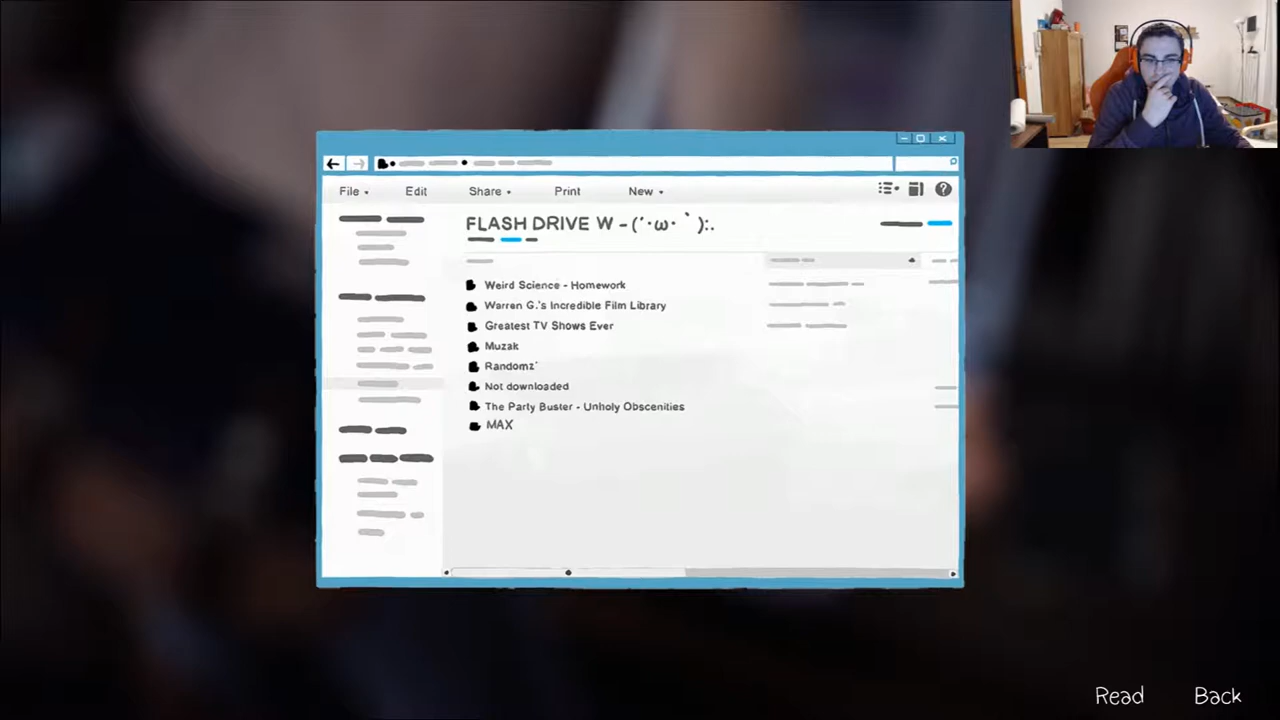 File Edit Share Print New
FLASH DRIVE W -(´･ω･｀):.
Weird Science - Homework
Warren G.'s Incredible Film Library
Greatest TV Shows Ever
Muzak
Randomz'
Not downloaded
The Party Buster - Unholy Obscenities
MAX
Read Back